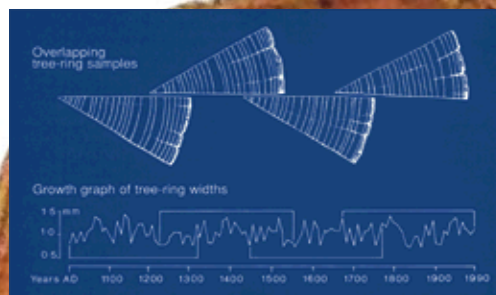 Overlapping
tree-ring samples
Growth graph of tree-ring widths
1·5 mm
1·0
0·5
Years AD 1100 1200 1300 1400 1500 1600 1700 1800 1900 1990